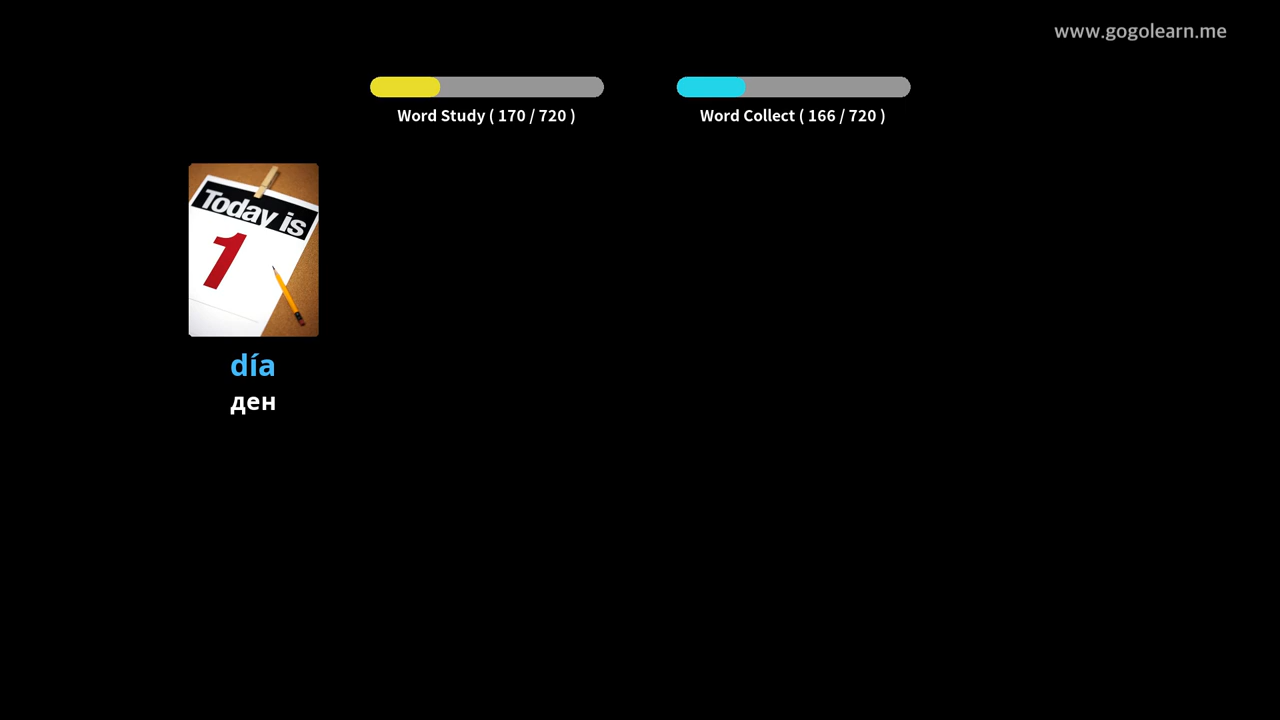 www.gogolearn.me
Word Study ( 170 / 720 )
Word Collect ( 166 / 720 )
Today is
1
día
ден